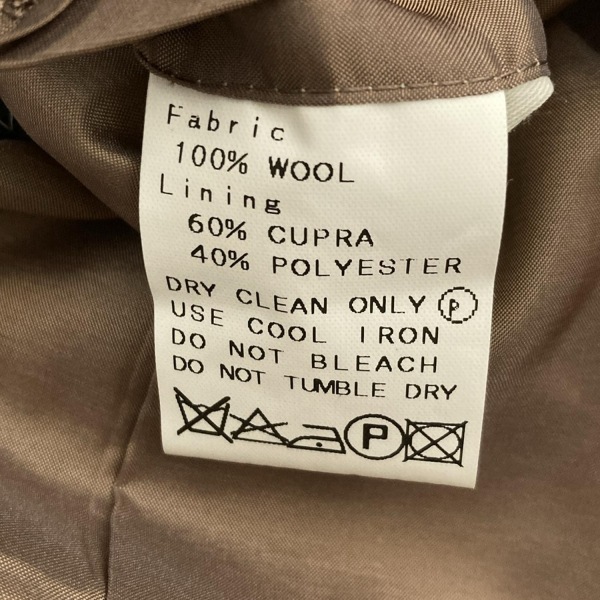 Fabric
100% WOOL
Lining
60% CUPRA
40% POLYESTER
DRY CLEAN ONLY Ⓟ
USE COOL IRON
DO NOT BLEACH
DO NOT TUMBLE DRY
P